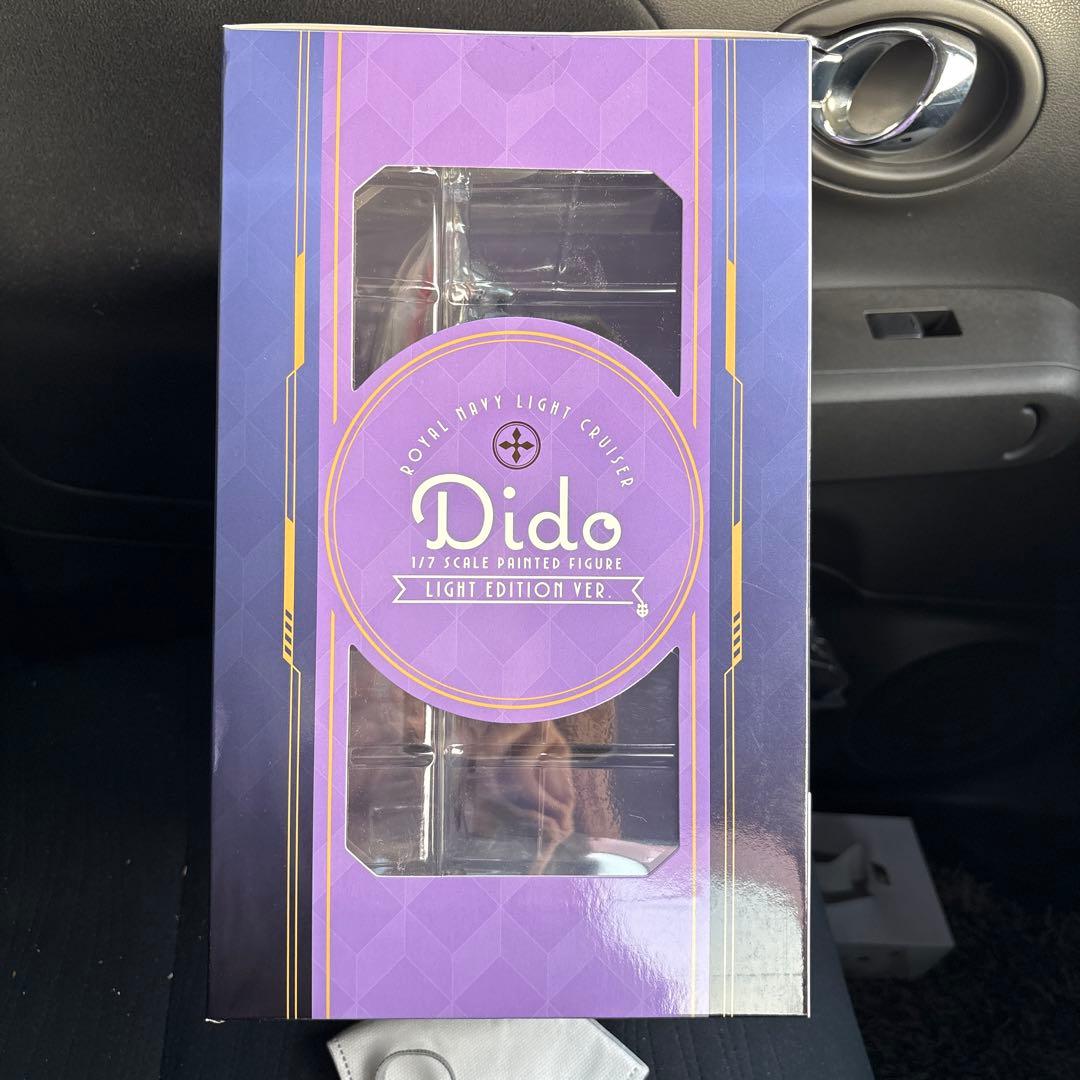 ROYAL NAVY LIGHT CRUISER
Dido
1/7 SCALE PAINTED FIGURE
LIGHT EDITION VER.